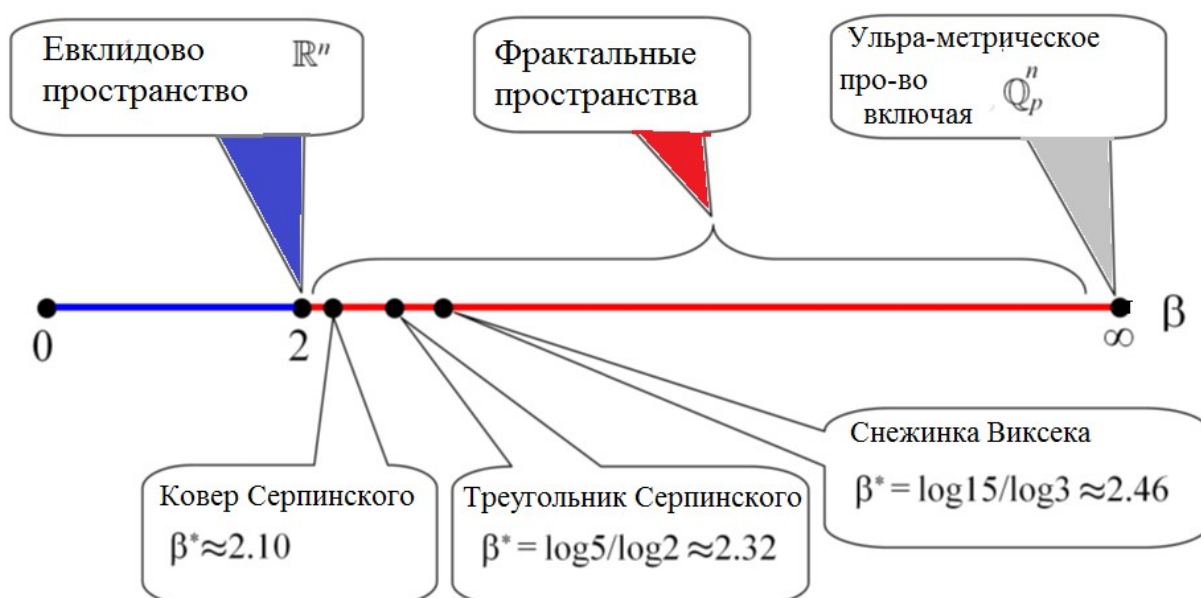 Евклидово ℝⁿ
пространство
Фрактальные
пространства
Ульра-метрическое
про-во ℚₚⁿ
включая
0
2
∞
β
Ковер Серпинского
β*≈2.10
Треугольник Серпинского
β* = log5/log2 ≈2.32
Снежинка Виксека
β* = log15/log3 ≈2.46